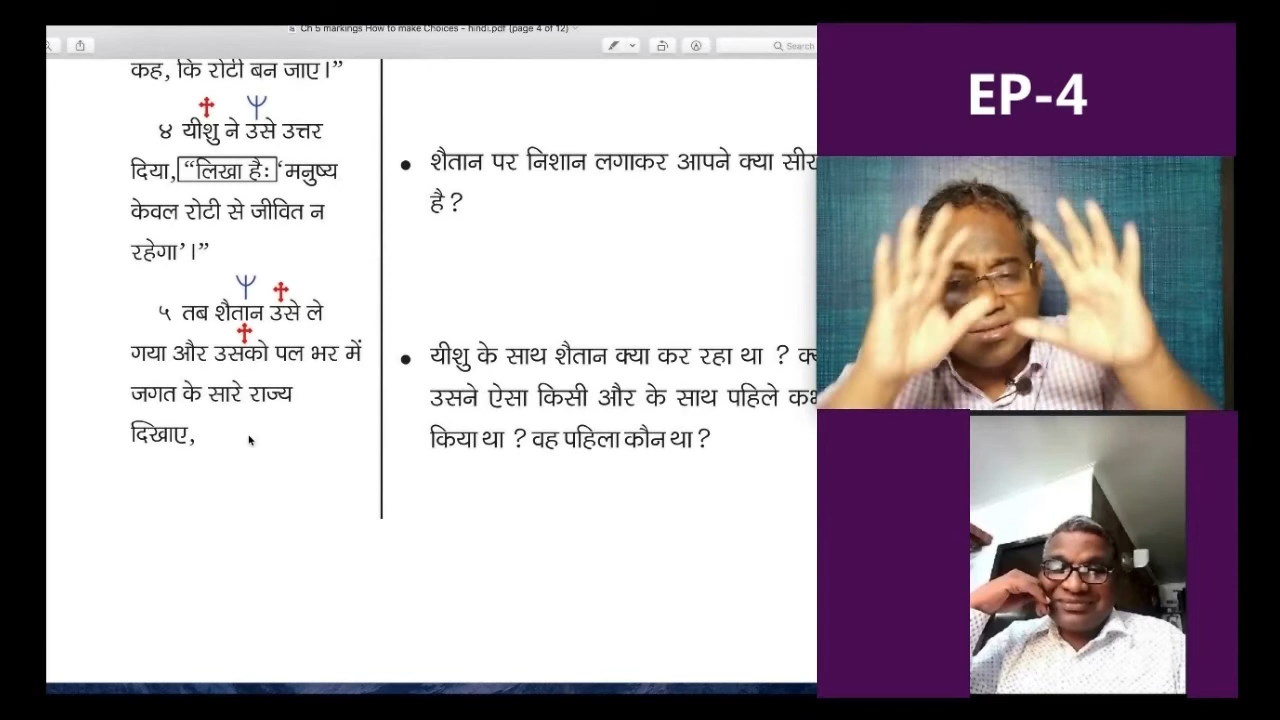 Ch 5 markings How to make Choices - hindi.pdf (page 4 of 12)
Search
कह, कि रोटी बन जाए।”
४ यीशु ने उसे उत्तर
दिया, “लिखा है: ‘मनुष्य
केवल रोटी से जीवित न
रहेगा’।”
५ तब शैतान उसे ले
गया और उसको पल भर में
जगत के सारे राज्य
दिखाए,
• शैतान पर निशान लगाकर आपने क्या
है ?
• यीशु के साथ शैतान क्या कर रहा था ?
उसने ऐसा किसी और के साथ पहिले
किया था ? वह पहिला कौन था ?
EP-4